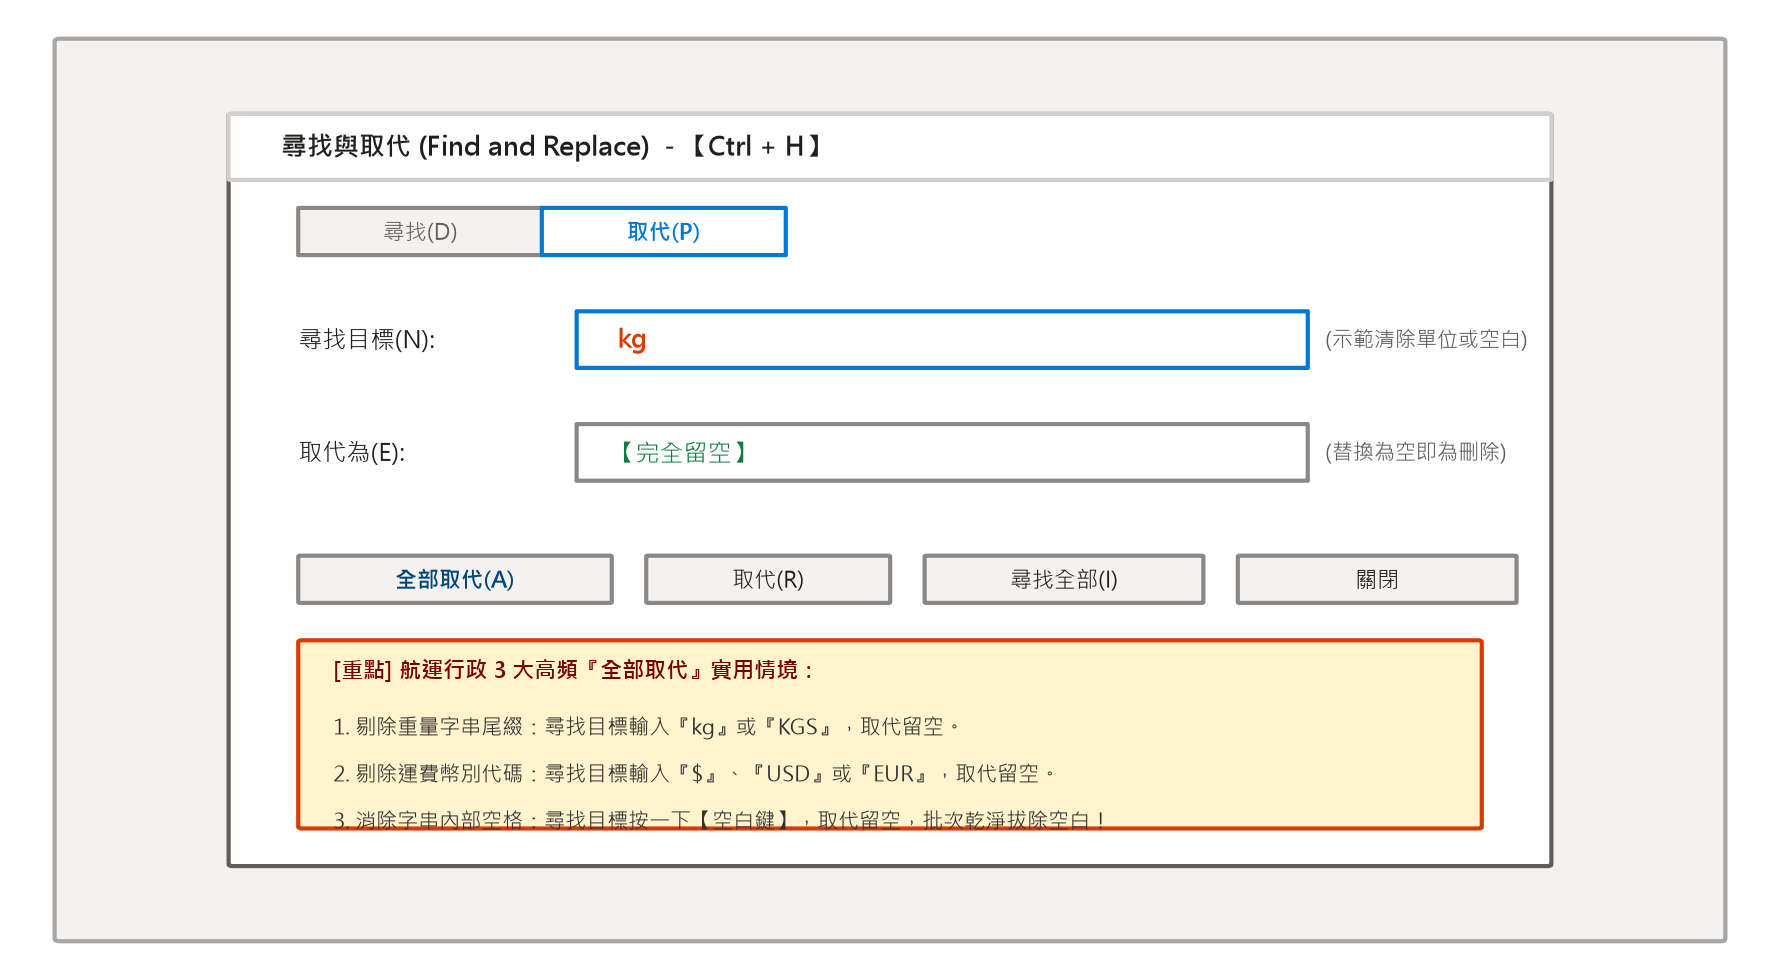 尋找與取代 (Find and Replace) - 【Ctrl + H】
尋找(D) 取代(P)
尋找目標(N): kg (示範清除單位或空白)
取代為(E): 【完全留空】 (替換為空即為刪除)
全部取代(A) 取代(R) 尋找全部(I) 關閉
[重點] 航運行政 3 大高頻『全部取代』實用情境：
1. 剔除重量字串尾綴：尋找目標輸入『kg』或『KGS』，取代留空。
2. 剔除運費幣別代碼：尋找目標輸入『$』、『USD』或『EUR』，取代留空。
3. 消除字串內部空格：尋找目標按一下【空白鍵】，取代留空，批次乾淨拔除空白！